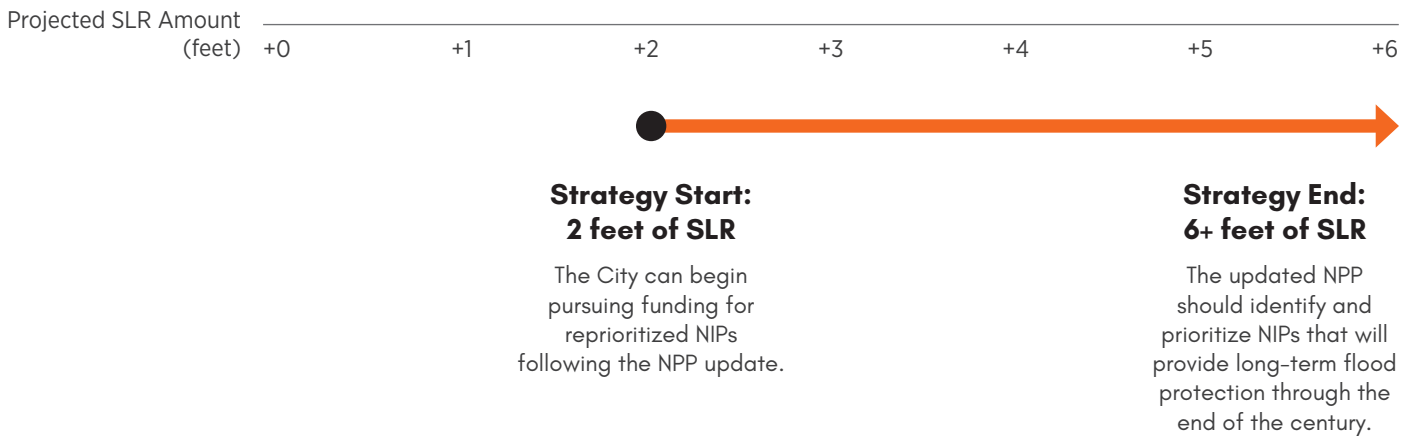 Projected SLR Amount
(feet) +0 +1 +2 +3 +4 +5 +6
Strategy Start:
2 feet of SLR
The City can begin
pursuing funding for
reprioritized NIPs
following the NPP update.
Strategy End:
6+ feet of SLR
The updated NPP
should identify and
prioritize NIPs that will
provide long-term flood
protection through the
end of the century.